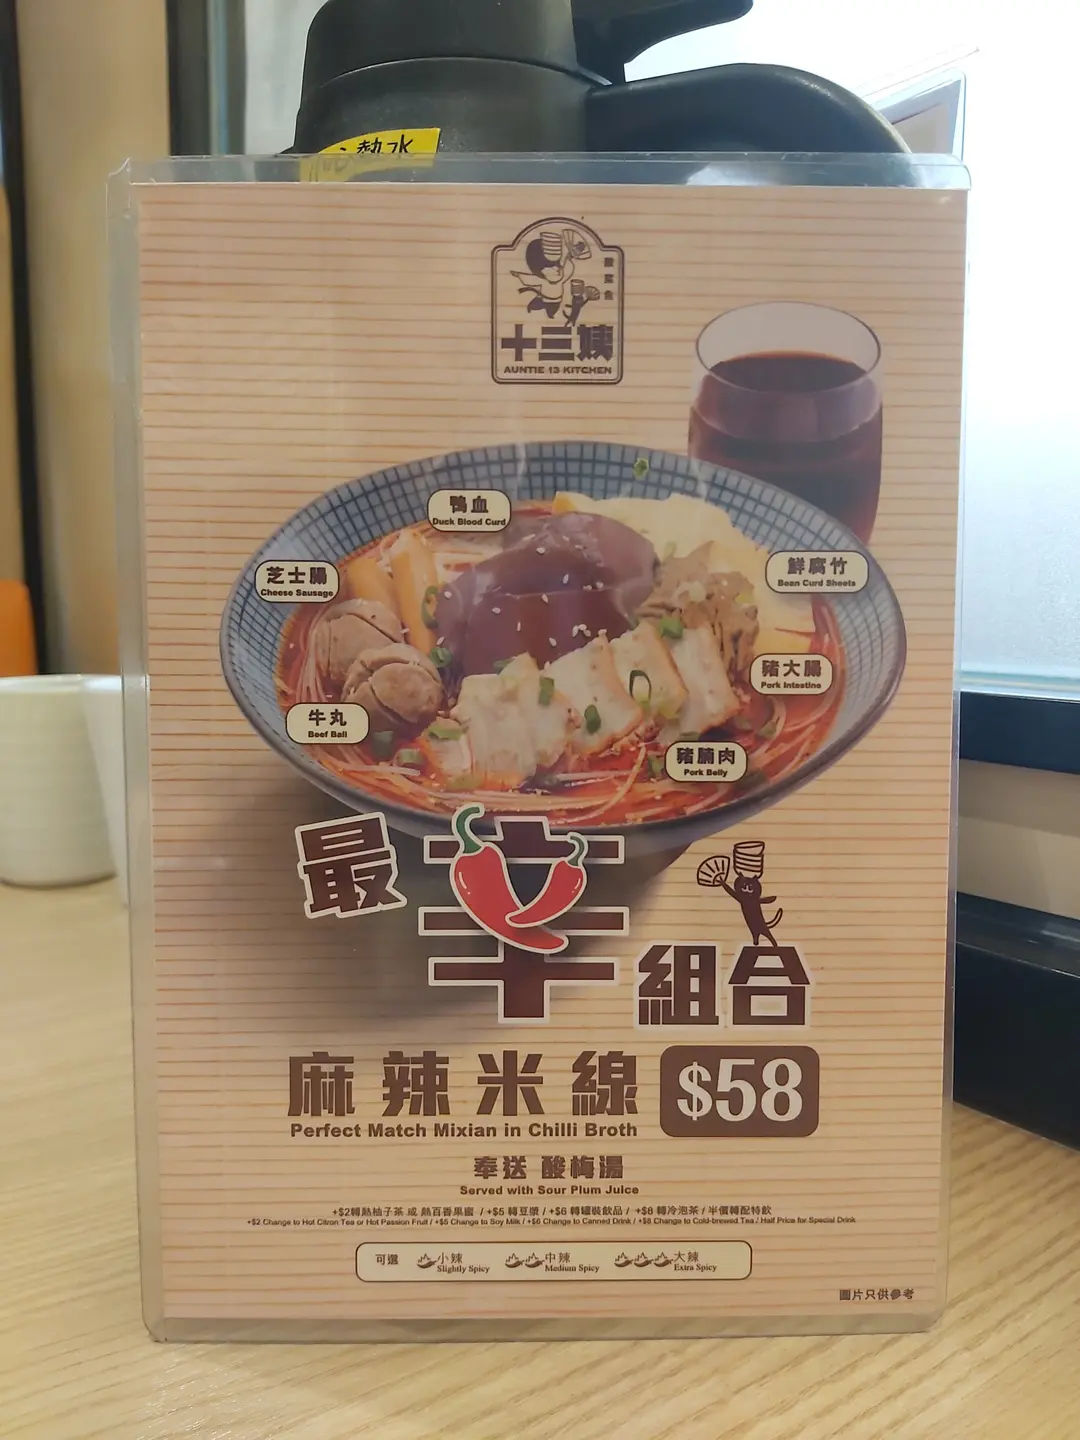 熱水
酸菜魚
十三姨
AUNTIE 13 KITCHEN
鴨血
Duck Blood Curd
芝士腸
Cheese Sausage
鮮腐竹
Bean Curd Sheets
豬大腸
Pork Intestine
牛丸
Beef Ball
豬腩肉
Pork Belly
最辛組合
麻辣米線 $58
Perfect Match Mixian in Chilli Broth
奉送 酸梅湯
Served with Sour Plum Juice
+$2轉熱柚子茶 或 熱百香果蜜 / +$5 轉豆漿 / +$6 轉罐裝飲品 / +$8 轉冷泡茶 / 半價轉配特飲
+$2 Change to Hot Citron Tea or Hot Passion Fruit / +$5 Change to Soy Milk / +$6 Change to Canned Drink / +$8 Change to Cold-brewed Tea / Half Price for Special Drink
可選 小辣 中辣 大辣
Slightly Spicy Medium Spicy Extra Spicy
圖片只供參考